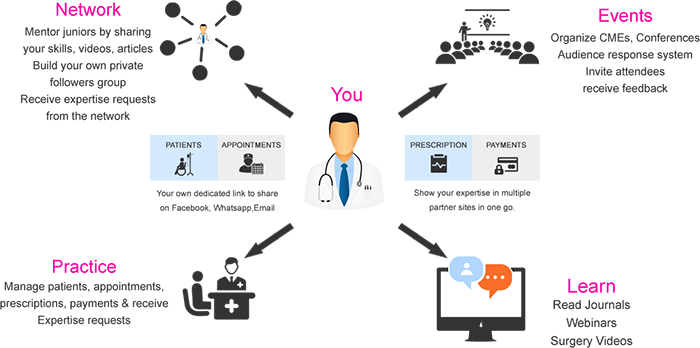 Network
Mentor juniors by sharing
your skills, videos, articles
Build your own private
followers group
Receive expertise requests
from the network
Events
Organize CMEs, Conferences
Audience response system
Invite attendees
receive feedback
You
PATIENTS
APPOINTMENTS
Your own dedicated link to share
on Facebook, Whatsapp,Email
PRESCRIPTION
PAYMENTS
Show your expertise in multiple
partner sites in one go.
Practice
Manage patients, appointments,
prescriptions, payments & receive
Expertise requests
Learn
Read Journals
Webinars
Surgery Videos